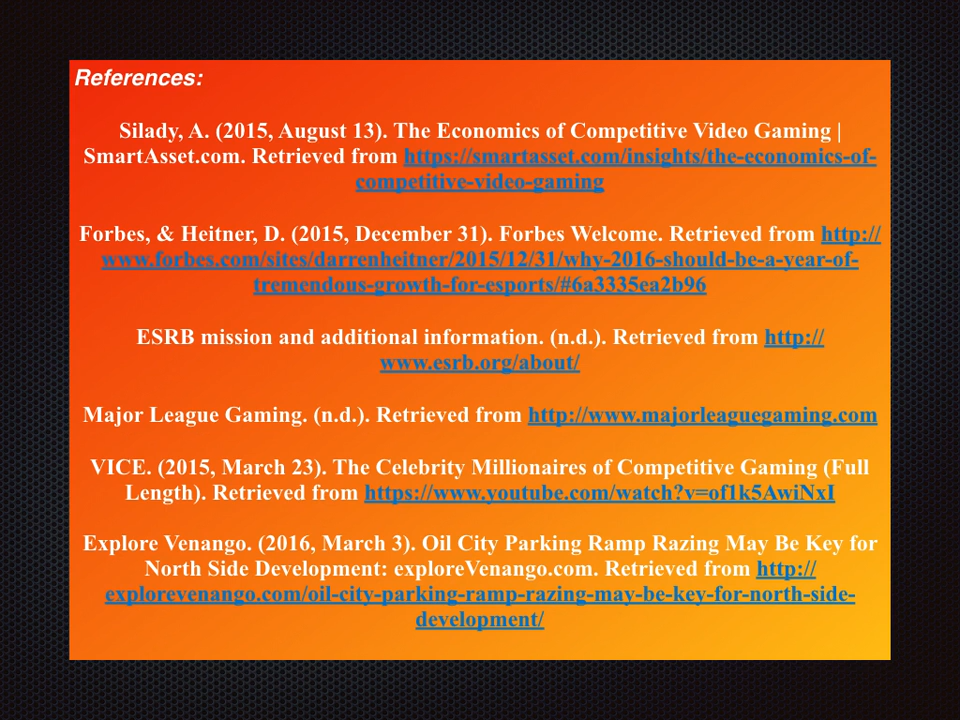 References:
Silady, A. (2015, August 13). The Economics of Competitive Video Gaming |
SmartAsset.com. Retrieved from https://smartasset.com/insights/the-economics-of-
competitive-video-gaming
Forbes, & Heitner, D. (2015, December 31). Forbes Welcome. Retrieved from http://
www.forbes.com/sites/darrenheitner/2015/12/31/why-2016-should-be-a-year-of-
tremendous-growth-for-esports/#6a3335ea2b96
ESRB mission and additional information. (n.d.). Retrieved from http://
www.esrb.org/about/
Major League Gaming. (n.d.). Retrieved from http://www.majorleaguegaming.com
VICE. (2015, March 23). The Celebrity Millionaires of Competitive Gaming (Full
Length). Retrieved from https://www.youtube.com/watch?v=of1k5AwiNxI
Explore Venango. (2016, March 3). Oil City Parking Ramp Razing May Be Key for
North Side Development: exploreVenango.com. Retrieved from http://
explorevenango.com/oil-city-parking-ramp-razing-may-be-key-for-north-side-
development/